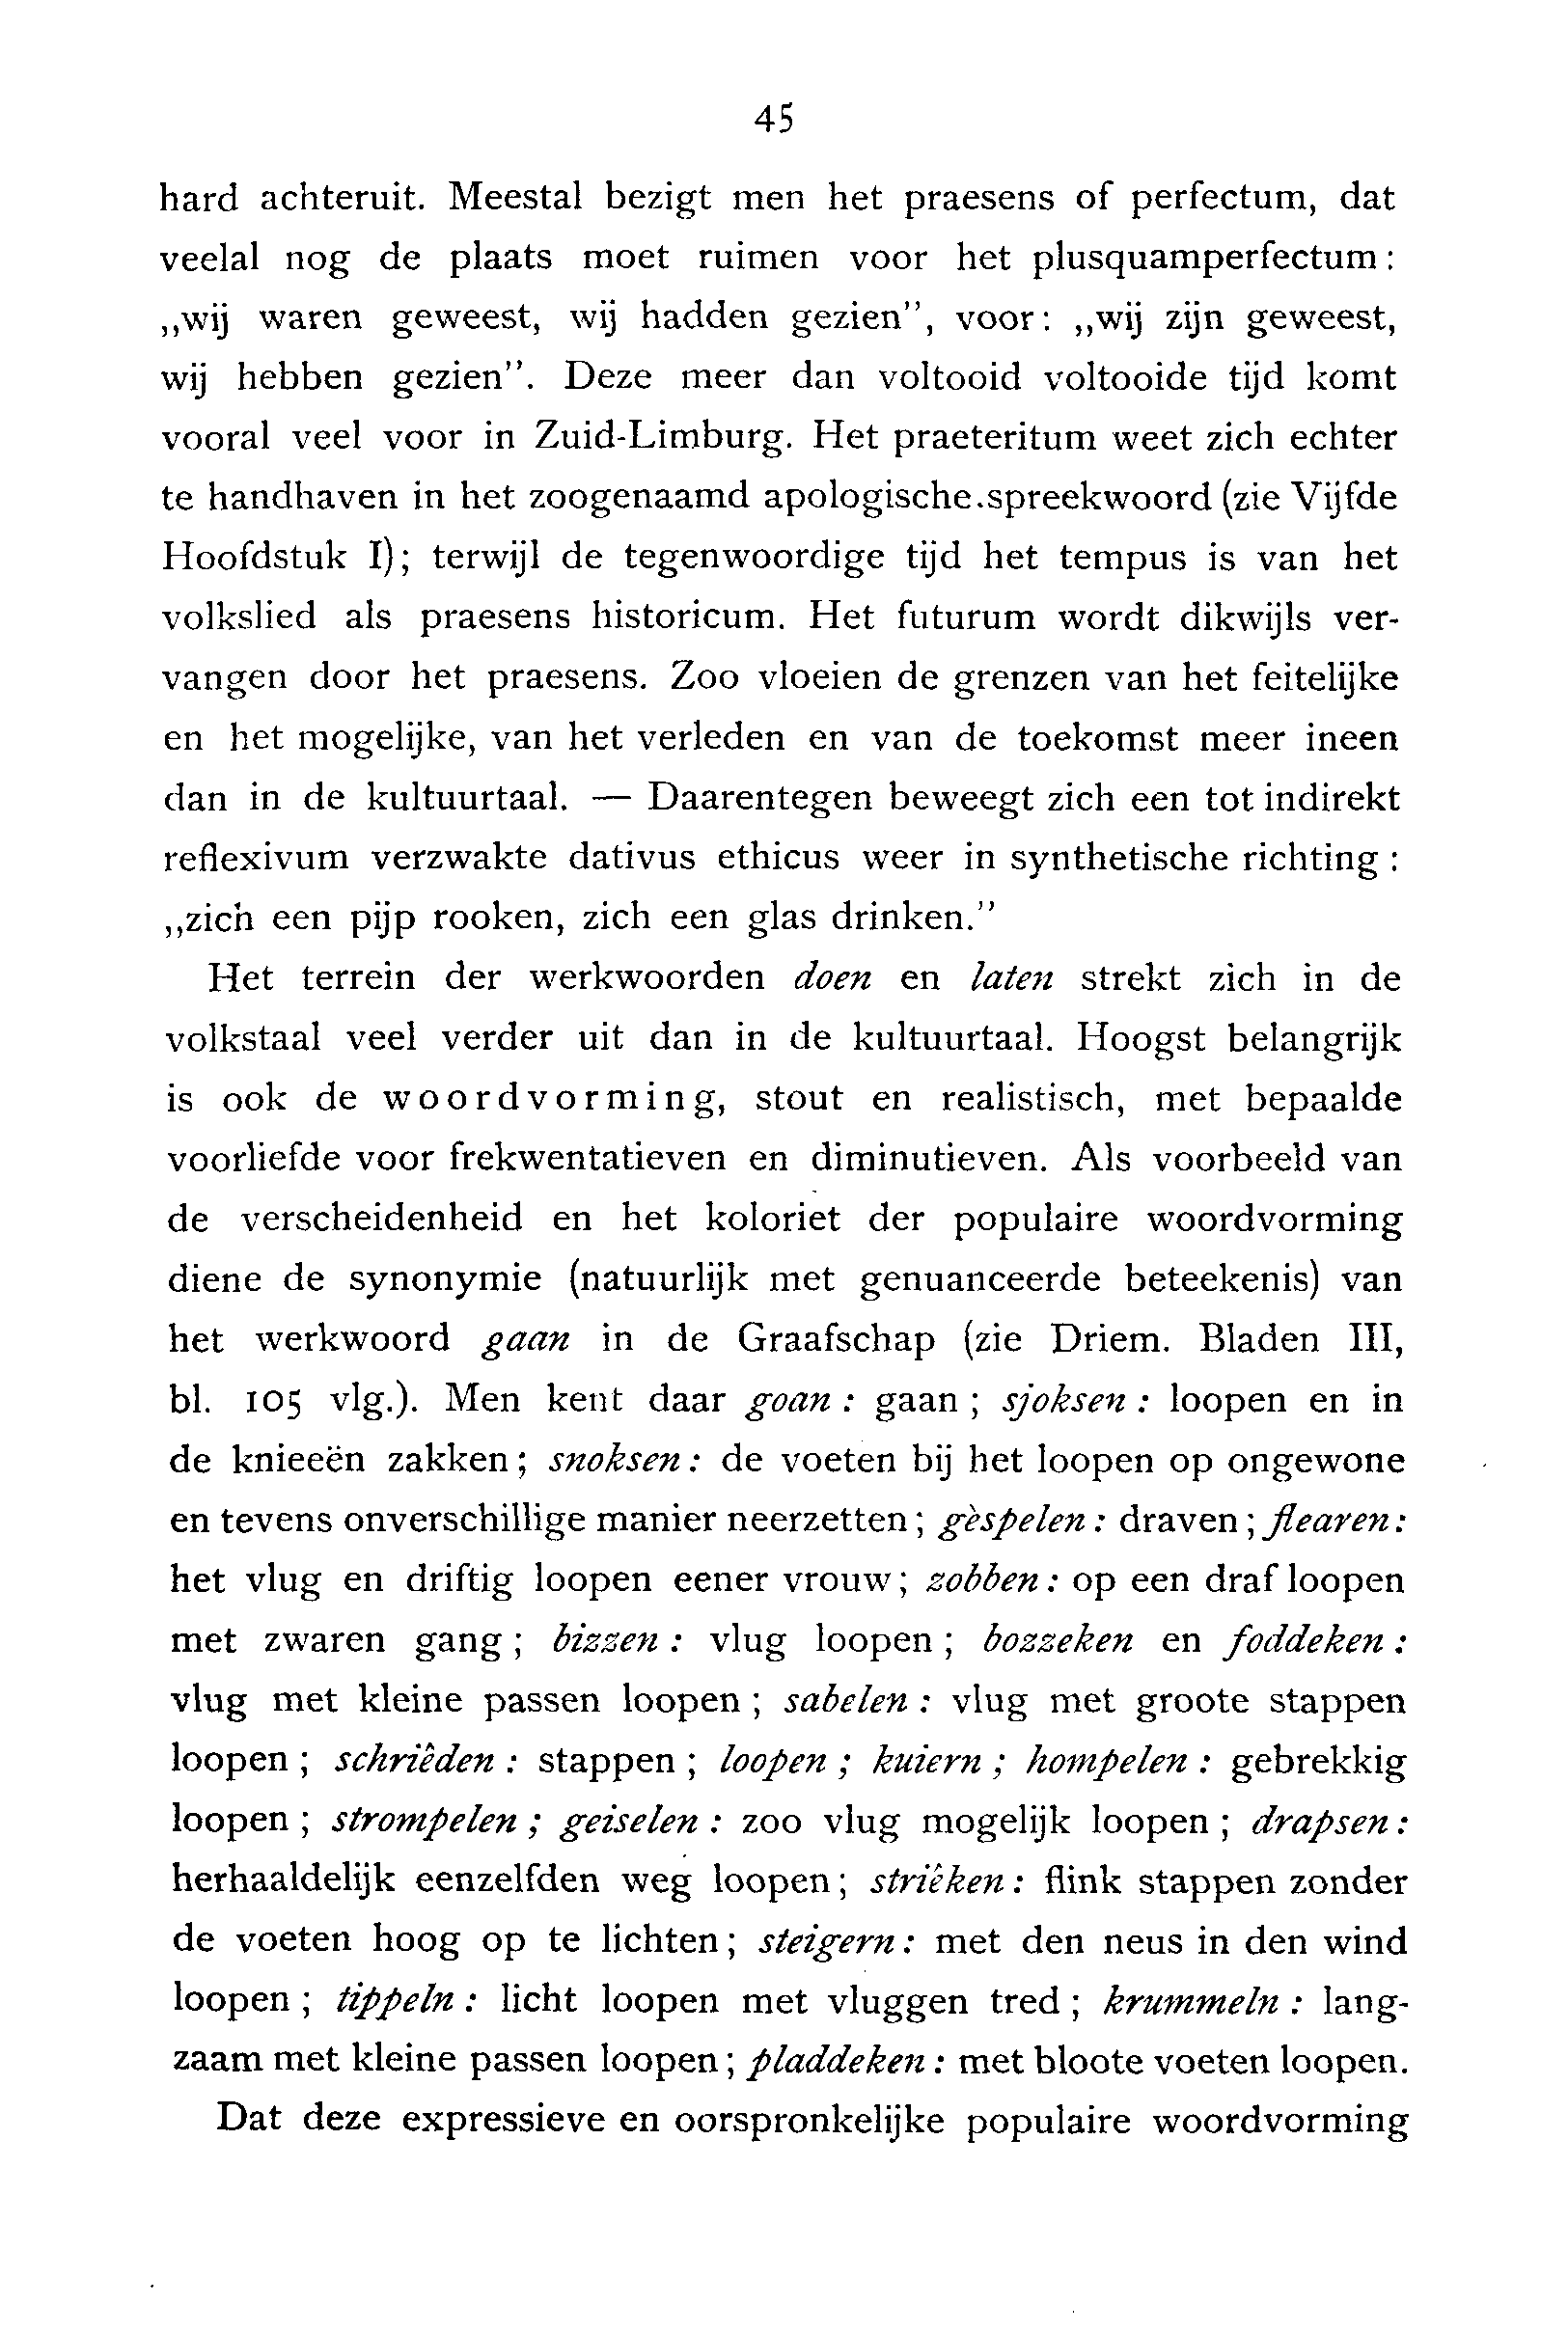 45
hard achteruit. Meestal bezigt men het praesens of perfectum, dat
veelal nog de plaats moet ruimen voor het plusquamperfectum:
„wij waren geweest, wij hadden gezien”, voor: „wij zijn geweest,
wij hebben gezien”. Deze meer dan voltooid voltooide tijd komt
vooral veel voor in Zuid-Limburg. Het praeteritum weet zich echter
te handhaven in het zoogenaamd apologische.spreekwoord (zie Vijfde
Hoofdstuk I); terwijl de tegenwoordige tijd het tempus is van het
volkslied als praesens historicum. Het futurum wordt dikwijls ver-
vangen door het praesens. Zoo vloeien de grenzen van het feitelijke
en het mogelijke, van het verleden en van de toekomst meer ineen
dan in de kultuurtaal. — Daarentegen beweegt zich een tot indirekt
reflexivum verzwakte dativus ethicus weer in synthetische richting :
„zich een pijp rooken, zich een glas drinken.”
Het terrein der werkwoorden doen en laten strekt zich in de
volkstaal veel verder uit dan in de kultuurtaal. Hoogst belangrijk
is ook de woordvorming, stout en realistisch, met bepaalde
voorliefde voor frekwentatieven en diminutieven. Als voorbeeld van
de verscheidenheid en het koloriet der populaire woordvorming
diene de synonymie (natuurlijk met genuanceerde beteekenis) van
het werkwoord gaan in de Graafschap (zie Driem. Bladen III,
bl. 105 vlg.). Men kent daar goan : gaan ; sjoksen : loopen en in
de knieeën zakken ; snoksen : de voeten bij het loopen op ongewone
en tevens onverschillige manier neerzetten ; gèspelen : draven ; flearen :
het vlug en driftig loopen eener vrouw ; zobben : op een draf loopen
met zwaren gang ; bizzen : vlug loopen ; bozzeken en foddeken :
vlug met kleine passen loopen ; sabelen : vlug met groote stappen
loopen ; schriêden : stappen ; loopen ; kuiern ; hompelen : gebrekkig
loopen ; strompelen ; geiselen : zoo vlug mogelijk loopen ; drapsen :
herhaaldelijk eenzelfden weg loopen ; striêken : flink stappen zonder
de voeten hoog op te lichten ; steigern : met den neus in den wind
loopen ; tippeln : licht loopen met vluggen tred ; krummeln : lang-
zaam met kleine passen loopen ; pladdeken : met bloote voeten loopen.
Dat deze expressieve en oorspronkelijke populaire woordvorming